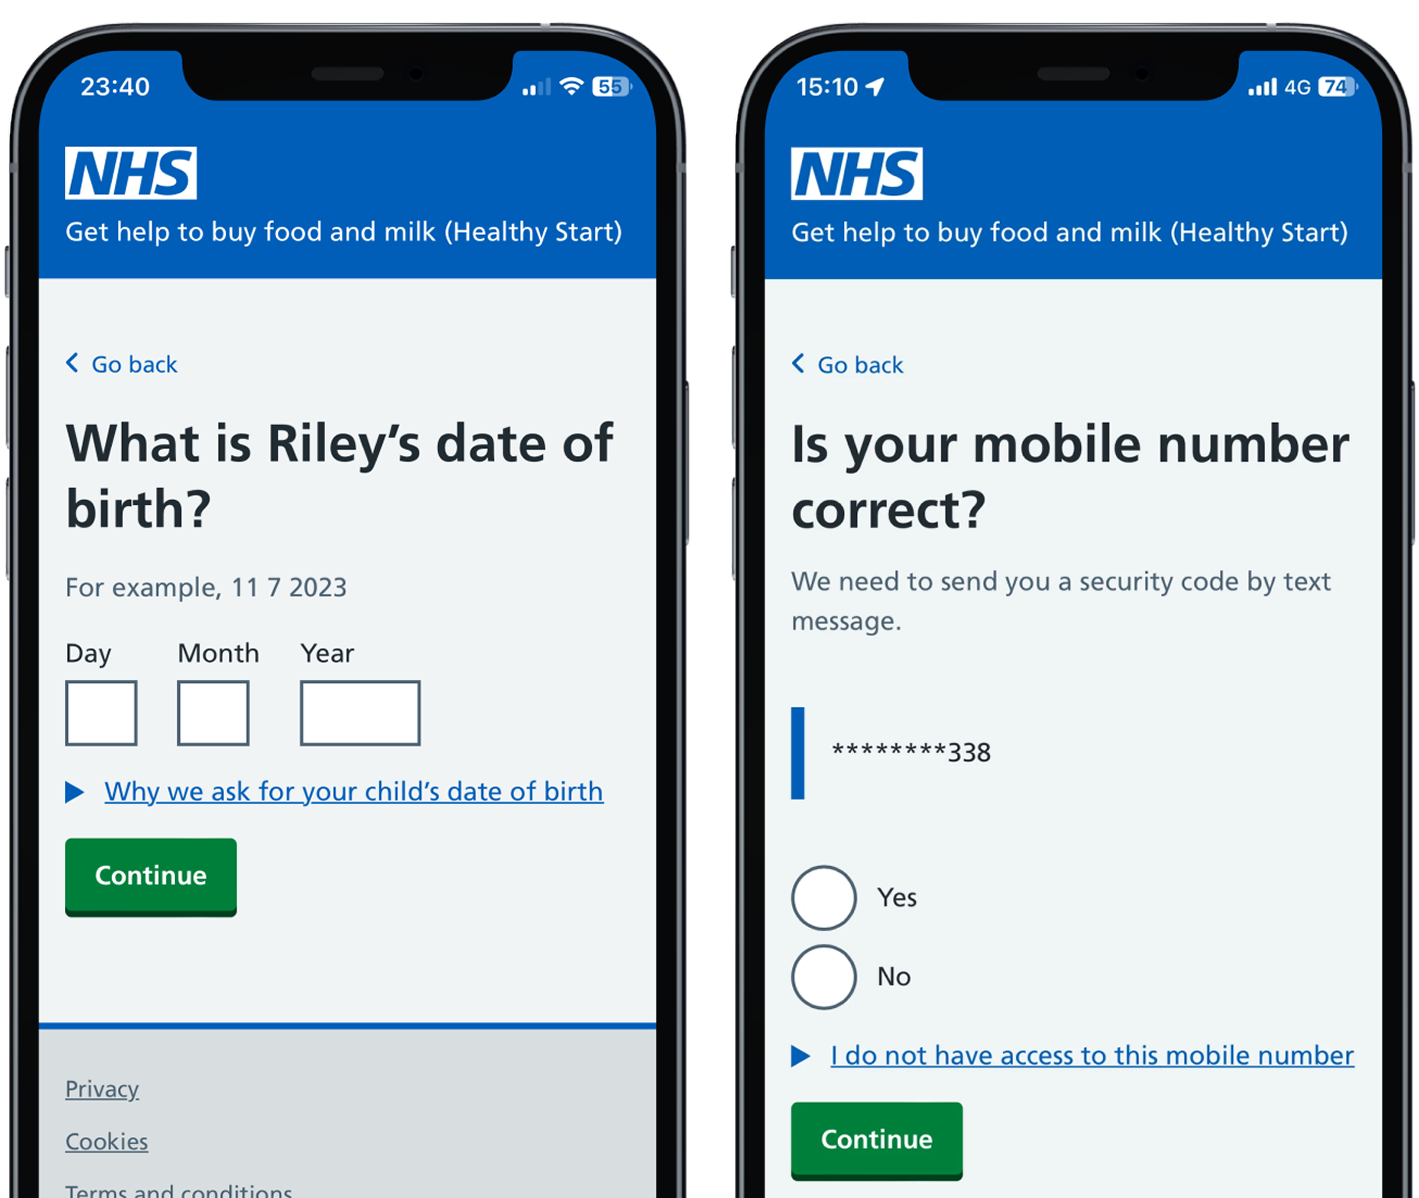 23:40
55
NHS
Get help to buy food and milk (Healthy Start)
Go back
What is Riley’s date of
birth?
For example, 11 7 2023
Day Month Year
Why we ask for your child’s date of birth
Continue
Privacy
Cookies
Terms and conditions
15:10
4G 74
NHS
Get help to buy food and milk (Healthy Start)
Go back
Is your mobile number
correct?
We need to send you a security code by text
message.
********338
Yes
No
I do not have access to this mobile number
Continue